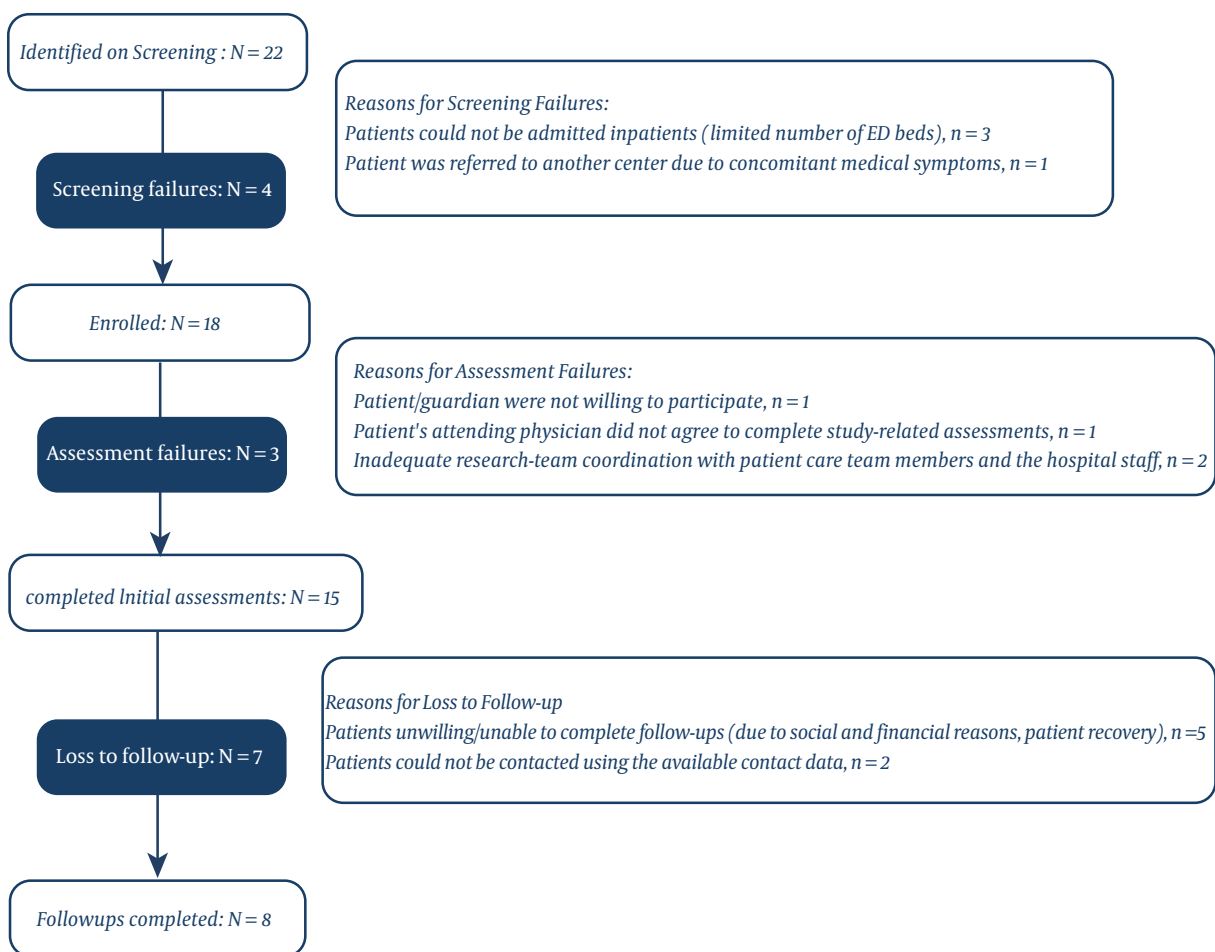 Identified on Screening : N = 22
Reasons for Screening Failures:
Patients could not be admitted inpatients (limited number of ED beds), n = 3
Patient was referred to another center due to concomitant medical symptoms, n = 1
Screening failures: N = 4
Enrolled: N = 18
Reasons for Assessment Failures:
Patient/guardian were not willing to participate, n = 1
Patient's attending physician did not agree to complete study-related assessments, n = 1
Inadequate research-team coordination with patient care team members and the hospital staff, n = 2
Assessment failures: N = 3
completed lnitial assessments: N = 15
Reasons for Loss to Follow-up
Patients unwilling/unable to complete follow-ups (due to social and financial reasons, patient recovery), n =5
Patients could not be contacted using the available contact data, n = 2
Loss to follow-up: N = 7
Followups completed: N = 8